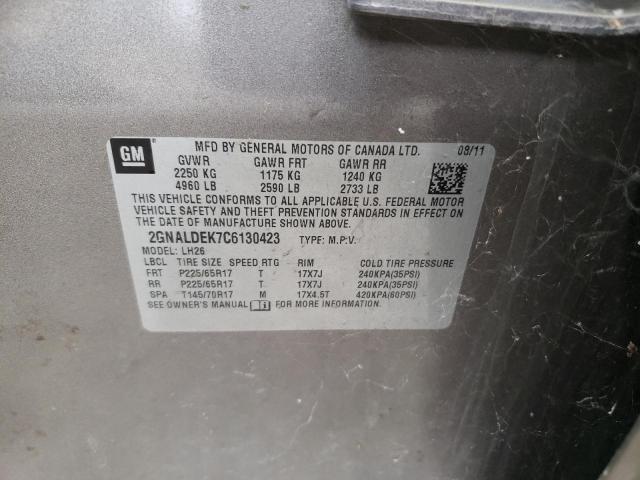 GM
MFD BY GENERAL MOTORS OF CANADA LTD. 08/11
GVWR GAWR FRT GAWR RR
2250 KG 1175 KG 1240 KG
4960 LB 2590 LB 2733 LB
THIS VEHICLE CONFORMS TO ALL APPLICABLE U.S. FEDERAL MOTOR
VEHICLE SAFETY AND THEFT PREVENTION STANDARDS IN EFFECT ON
THE DATE OF MANUFACTURE SHOWN ABOVE.
2GNALDEK7C6130423 TYPE: M.P.V.
MODEL: LH26
LBCL TIRE SIZE SPEED RTG RIM COLD TIRE PRESSURE
FRT P225/65R17 T 17X7J 240KPA(35PSI)
RR P225/65R17 T 17X7J 240KPA(35PSI)
SPA T145/70R17 M 17X4.5T 420KPA(60PSI)
SEE OWNER'S MANUAL FOR MORE INFORMATION.